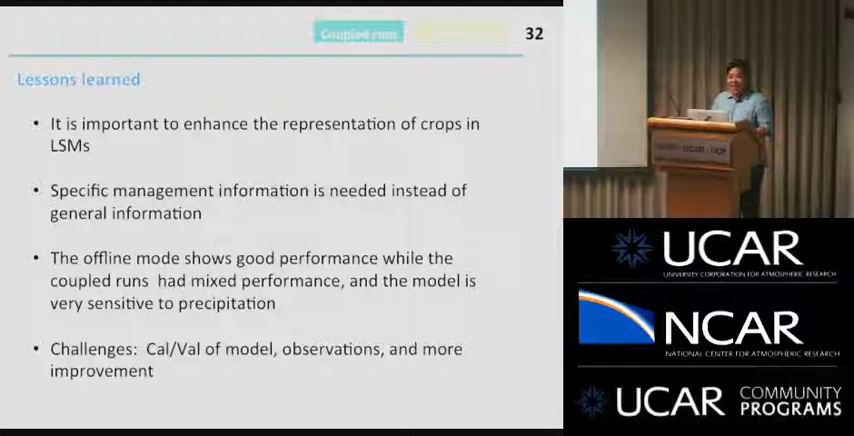 Coupled runs
32
Lessons learned
• It is important to enhance the representation of crops in
LSMs
• Specific management information is needed instead of
general information
• The offline mode shows good performance while the
coupled runs had mixed performance, and the model is
very sensitive to precipitation
• Challenges: Cal/Val of model, observations, and more
improvement
UCAR
UNIVERSITY CORPORATION FOR ATMOSPHERIC RESEARCH
NCAR
NATIONAL CENTER FOR ATMOSPHERIC RESEARCH
UCAR COMMUNITY
PROGRAMS